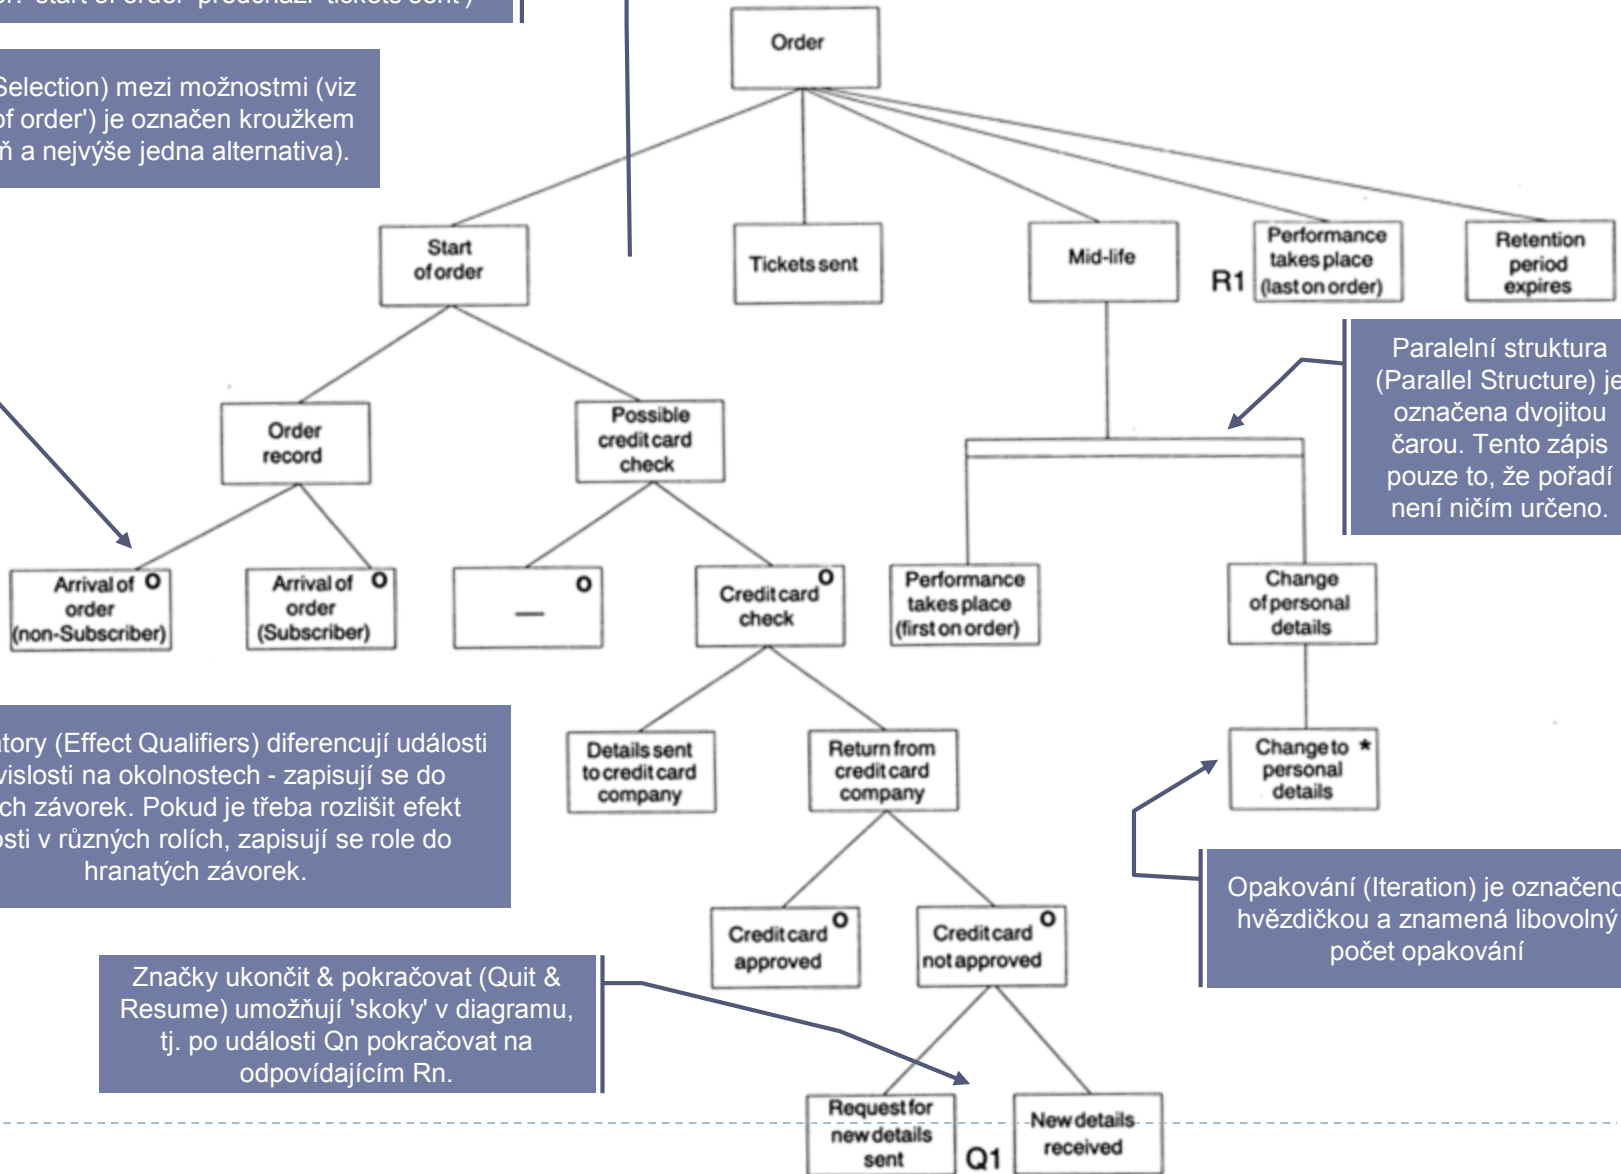 'start of order' předchází 'tickets sent')
Selection) mezi možnostmi (viz
of order') je označen kroužkem
ň a nejvýše jedna alternativa).
Order
Start
of order
Tickets sent
Mid-life
R1
Performance
takes place
(last on order)
Retention
period
expires
Paralelní struktura
(Parallel Structure) je
označena dvojitou
čarou. Tento zápis
pouze to, že pořadí
není ničím určeno.
Order
record
Possible
credit card
check
Arrival of O
order
(non-Subscriber)
Arrival of O
order
(Subscriber)
O
—
Credit card O
check
Performance
takes place
(first on order)
Change
of personal
details
atory (Effect Qualifiers) diferencují události
vislosti na okolnostech - zapisují se do
ch závorek. Pokud je třeba rozlišit efekt
osti v různých rolích, zapisují se role do
hranatých závorek.
Details sent
to credit card
company
Return from
credit card
company
Change to *
personal
details
Opakování (Iteration) je označeno
hvězdičkou a znamená libovolný
počet opakování
Credit card O
approved
Credit card O
not approved
Značky ukončit & pokračovat (Quit &
Resume) umožňují 'skoky' v diagramu,
tj. po události Qn pokračovat na
odpovídajícím Rn.
Request for
new details
sent
Q1
New details
received